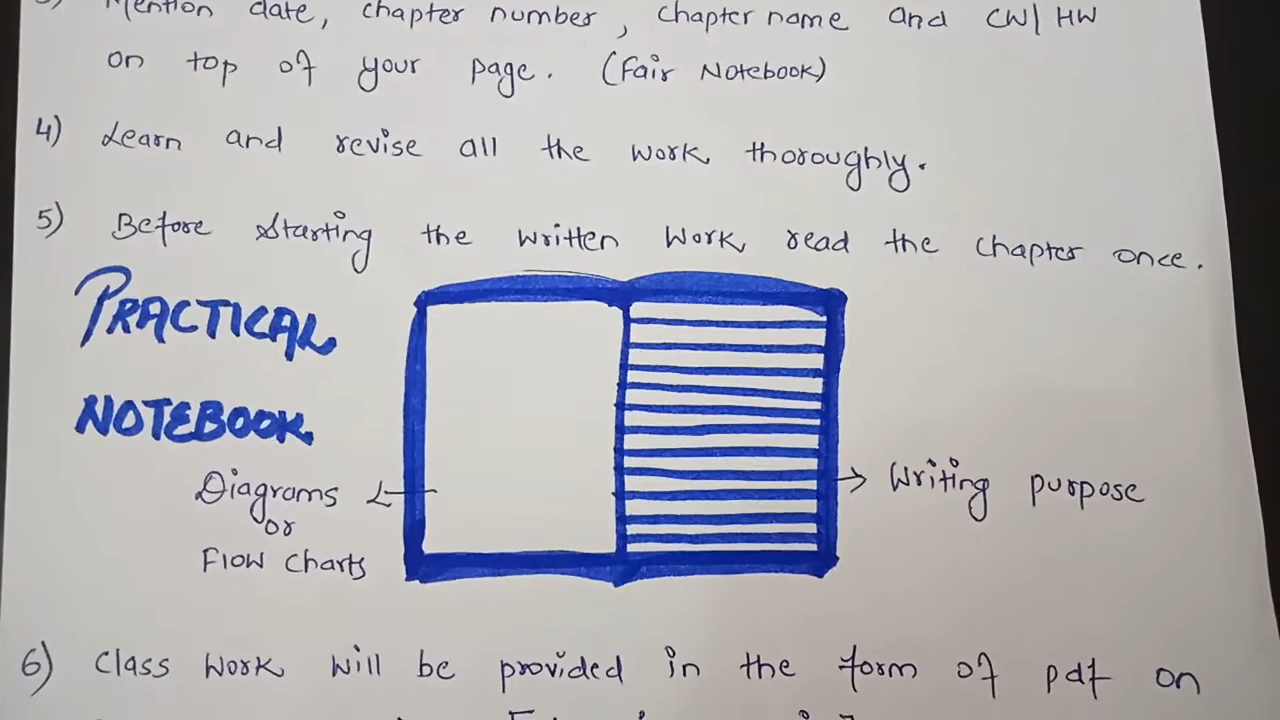 3) Mention date, chapter number, chapter name and CW/HW
on top of your page. (Fair Notebook)
4) Learn and revise all the work thoroughly.
5) Before starting the written work read the chapter once.
PRACTICAL
NOTEBOOK
Diagrams
or
Flow Charts
Writing purpose
6) Class work will be provided in the form of pdf on